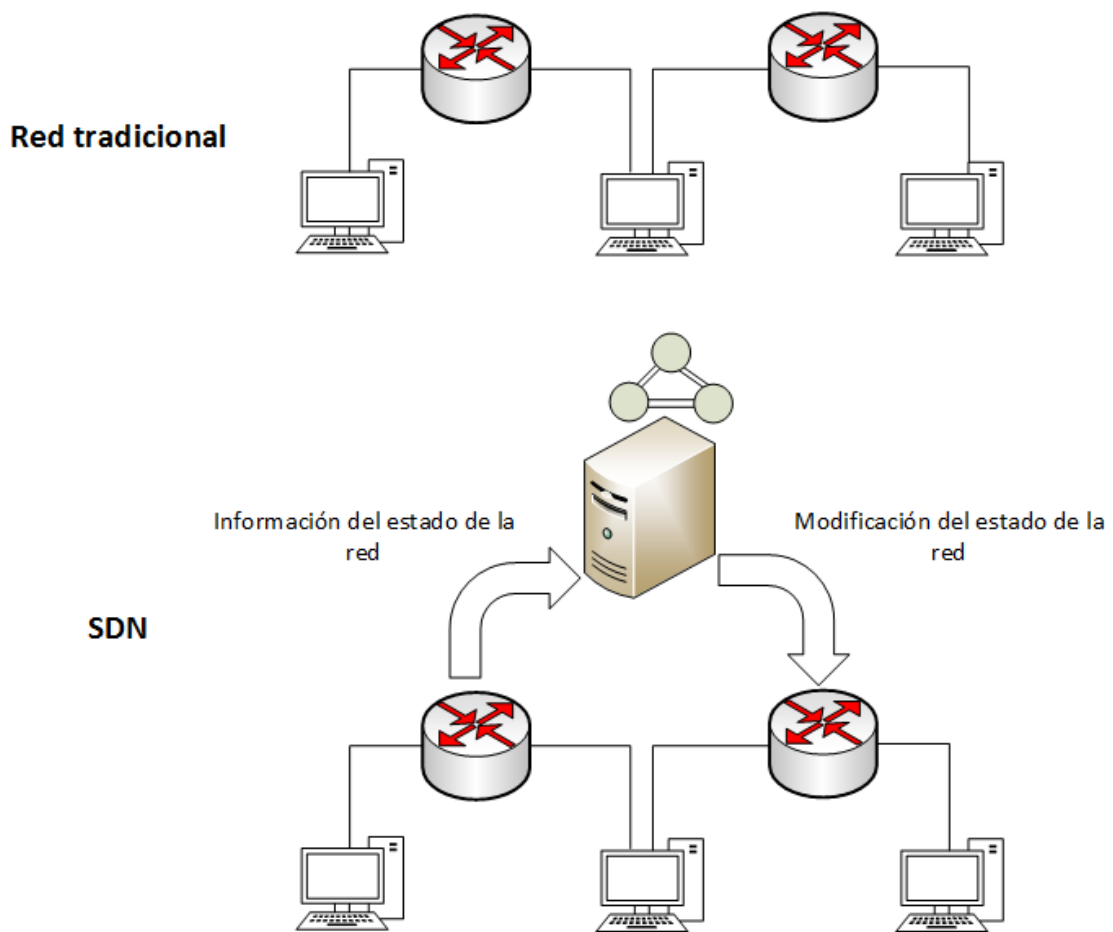 Red tradicional
Información del estado de la
red
Modificación del estado de la
red
SDN